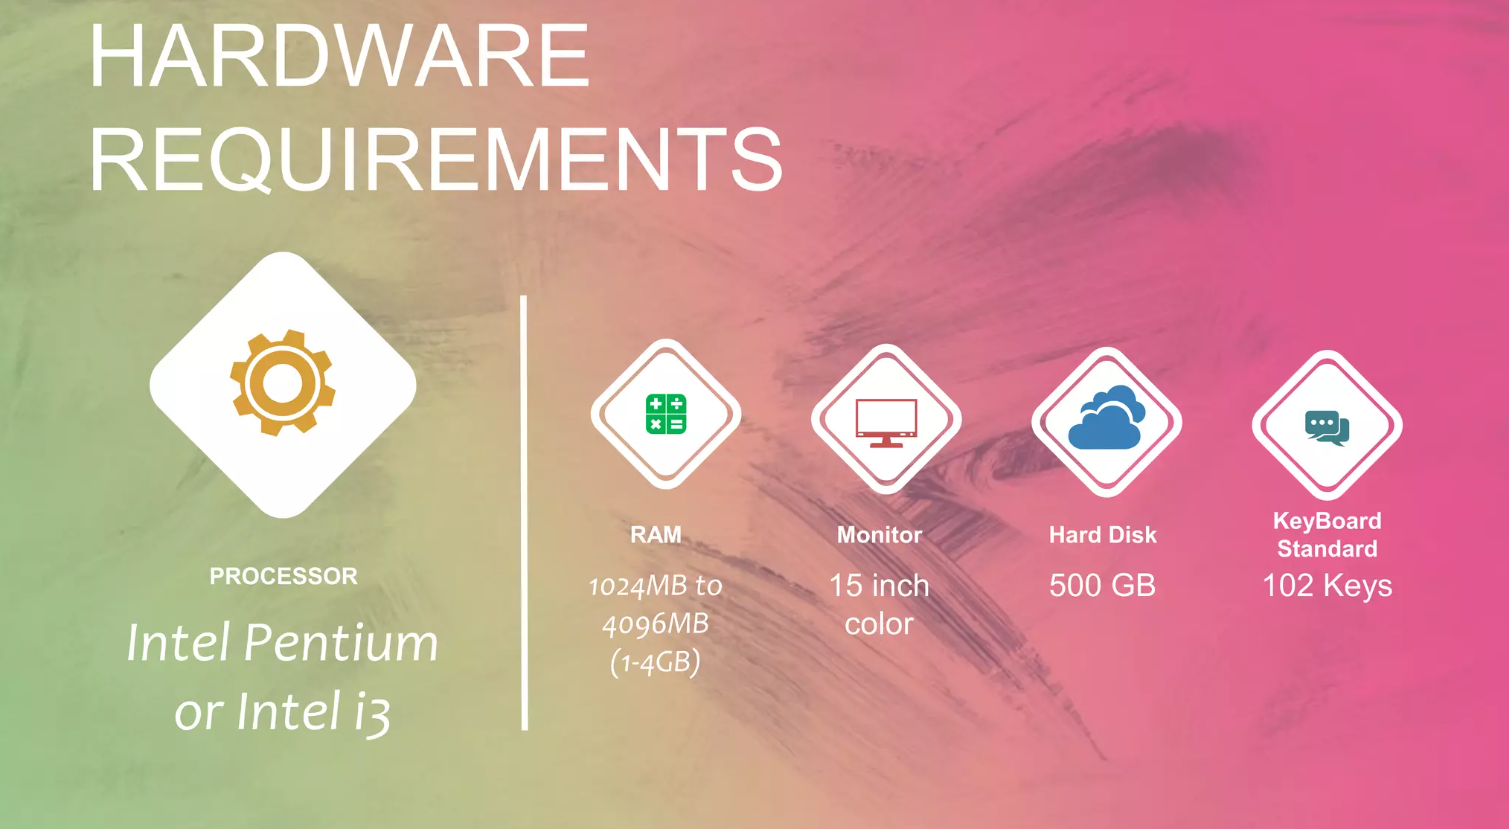 HARDWARE
REQUIREMENTS
PROCESSOR
Intel Pentium
or Intel i3
RAM
1024MB to
4096MB
(1-4GB)
Monitor
15 inch
color
Hard Disk
500 GB
KeyBoard
Standard
102 Keys